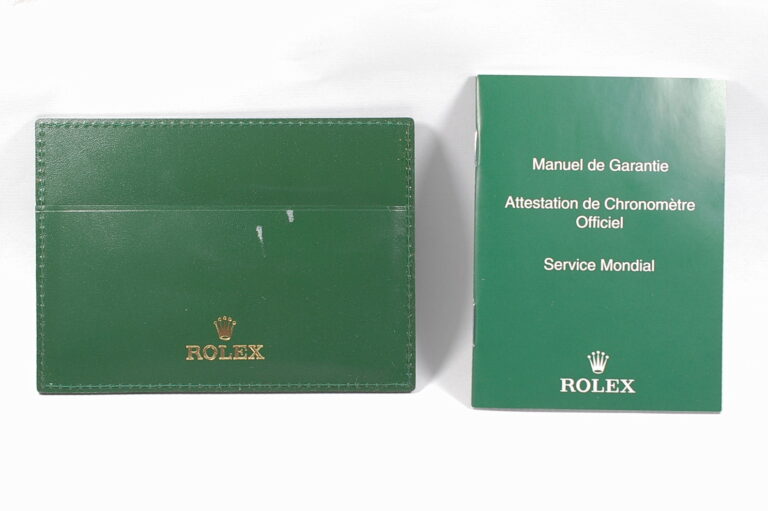 ROLEX
Manuel de Garantie
Attestation de Chronomètre
Officiel
Service Mondial
ROLEX